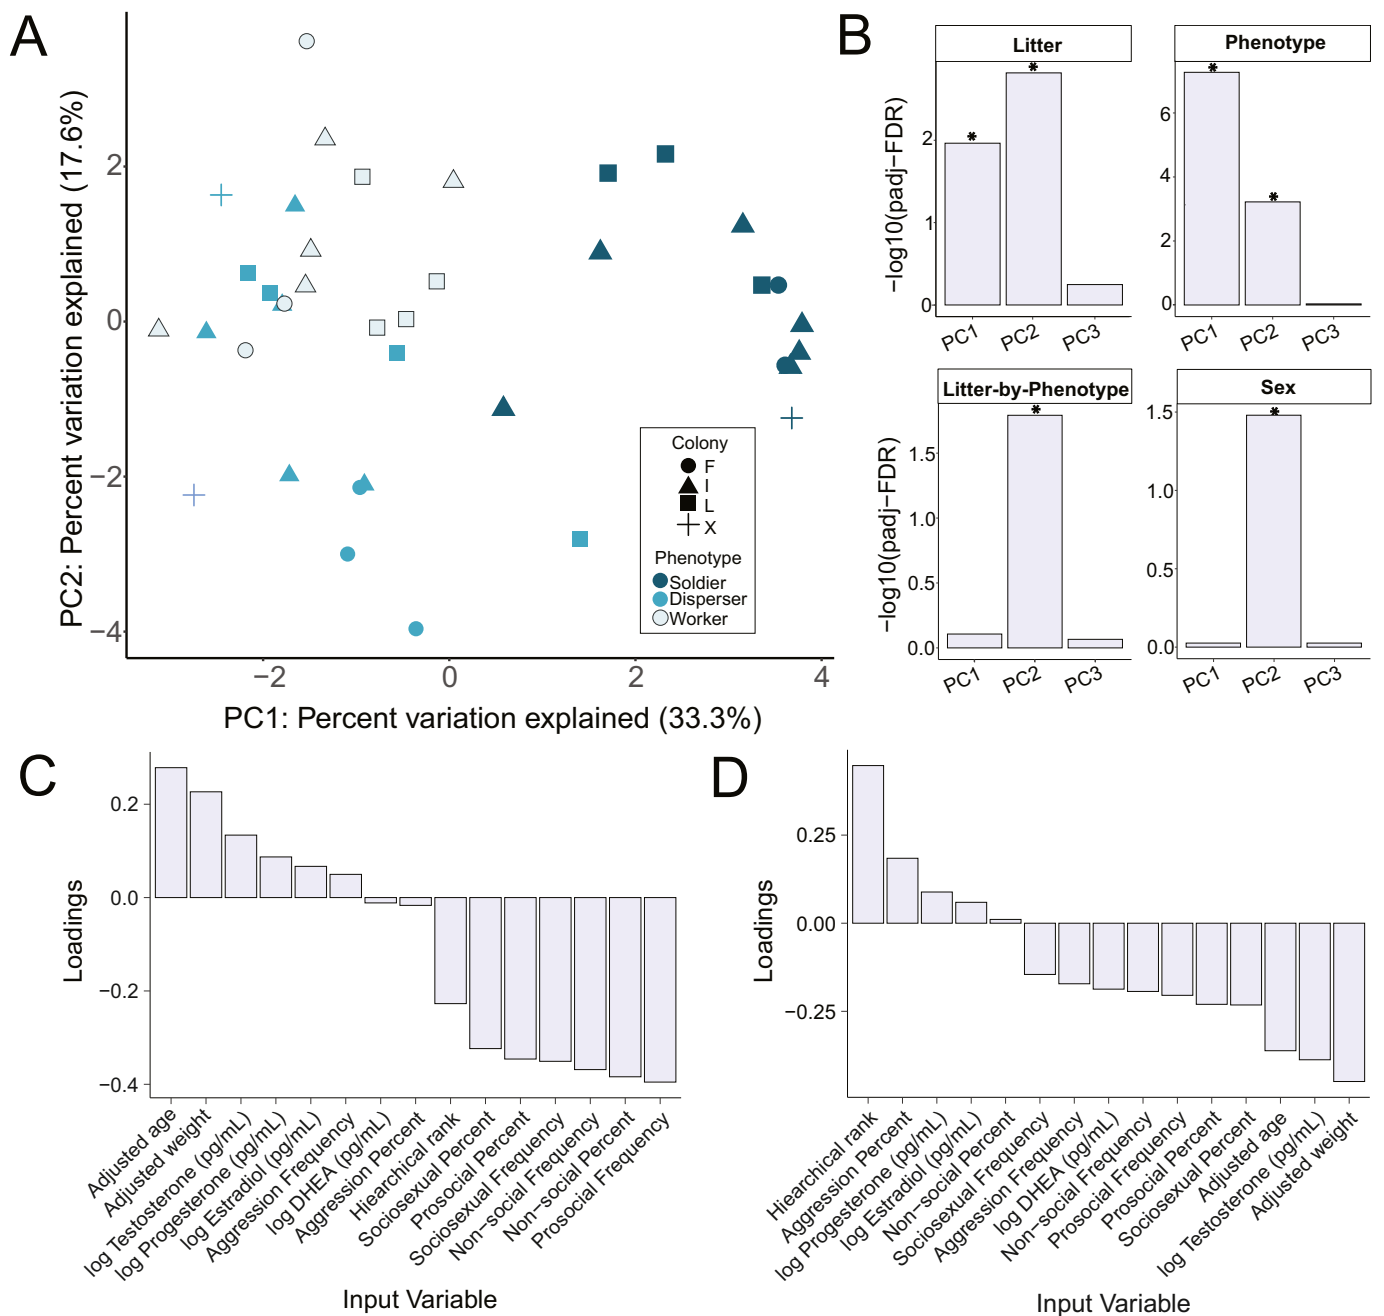 A
PC2: Percent variation explained (17.6%)
2
0
−2
−4
−2
0
2
4
PC1: Percent variation explained (33.3%)
Colony
F
I
L
X
Phenotype
Soldier
Disperser
Worker
B
−log10(padj−FDR)
Litter
*
*
2
1
0
PC1
PC2
PC3
Phenotype
*
*
6
4
2
0
PC1
PC2
PC3
−log10(padj−FDR)
Litter-by-Phenotype
*
1.5
1.0
0.5
0.0
PC1
PC2
PC3
Sex
*
1.5
1.0
0.5
0.0
PC1
PC2
PC3
C
Loadings
0.2
0.0
−0.2
−0.4
Adjusted age
Adjusted weight
log Testosterone (pg/mL)
log Progesterone (pg/mL)
log Estradiol (pg/mL)
Aggression Frequency
log DHEA (pg/mL)
Aggression Percent
Hiearchical rank
Sociosexual Percent
Prosocial Percent
Sociosexual Frequency
Non−social Frequency
Non−social Percent
Prosocial Frequency
Input Variable
D
Loadings
0.25
0.00
−0.25
Hiearchical rank
Aggression Percent
log Progesterone (pg/mL)
log Estradiol (pg/mL)
Non−social Percent
Sociosexual Frequency
Aggression Frequency
log DHEA (pg/mL)
Non−social Frequency
Prosocial Frequency
Prosocial Percent
Sociosexual Percent
Adjusted age
log Testosterone (pg/mL)
Adjusted weight
Input Variable